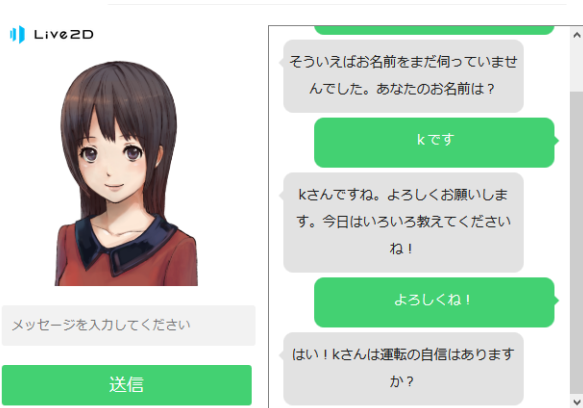 Live2D
メッセージを入力してください
送信
そういえばお名前をまだ伺っていませ
んでした。あなたのお名前は？
kです
kさんですね。よろしくお願いしま
す。今日はいろいろ教えてください
ね！
よろしくね！
はい！kさんは運転の自信はあります
か？